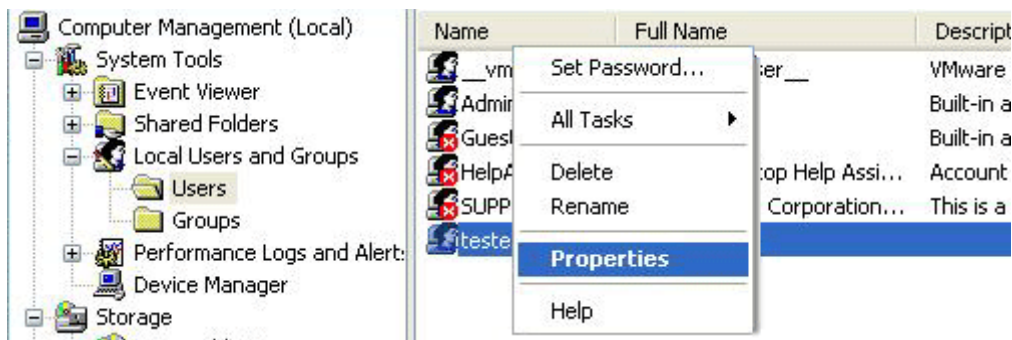 Computer Management (Local)
System Tools
Event Viewer
Shared Folders
Local Users and Groups
Users
Groups
Performance Logs and Alert
Device Manager
Storage
Name Full Name Descript
__vm ser__ VMware
Admir Built-in a
Guest Built-in a
HelpA top Help Assi... Account
SUPP Corporation... This is a
teste
Set Password...
All Tasks
Delete
Rename
Properties
Help